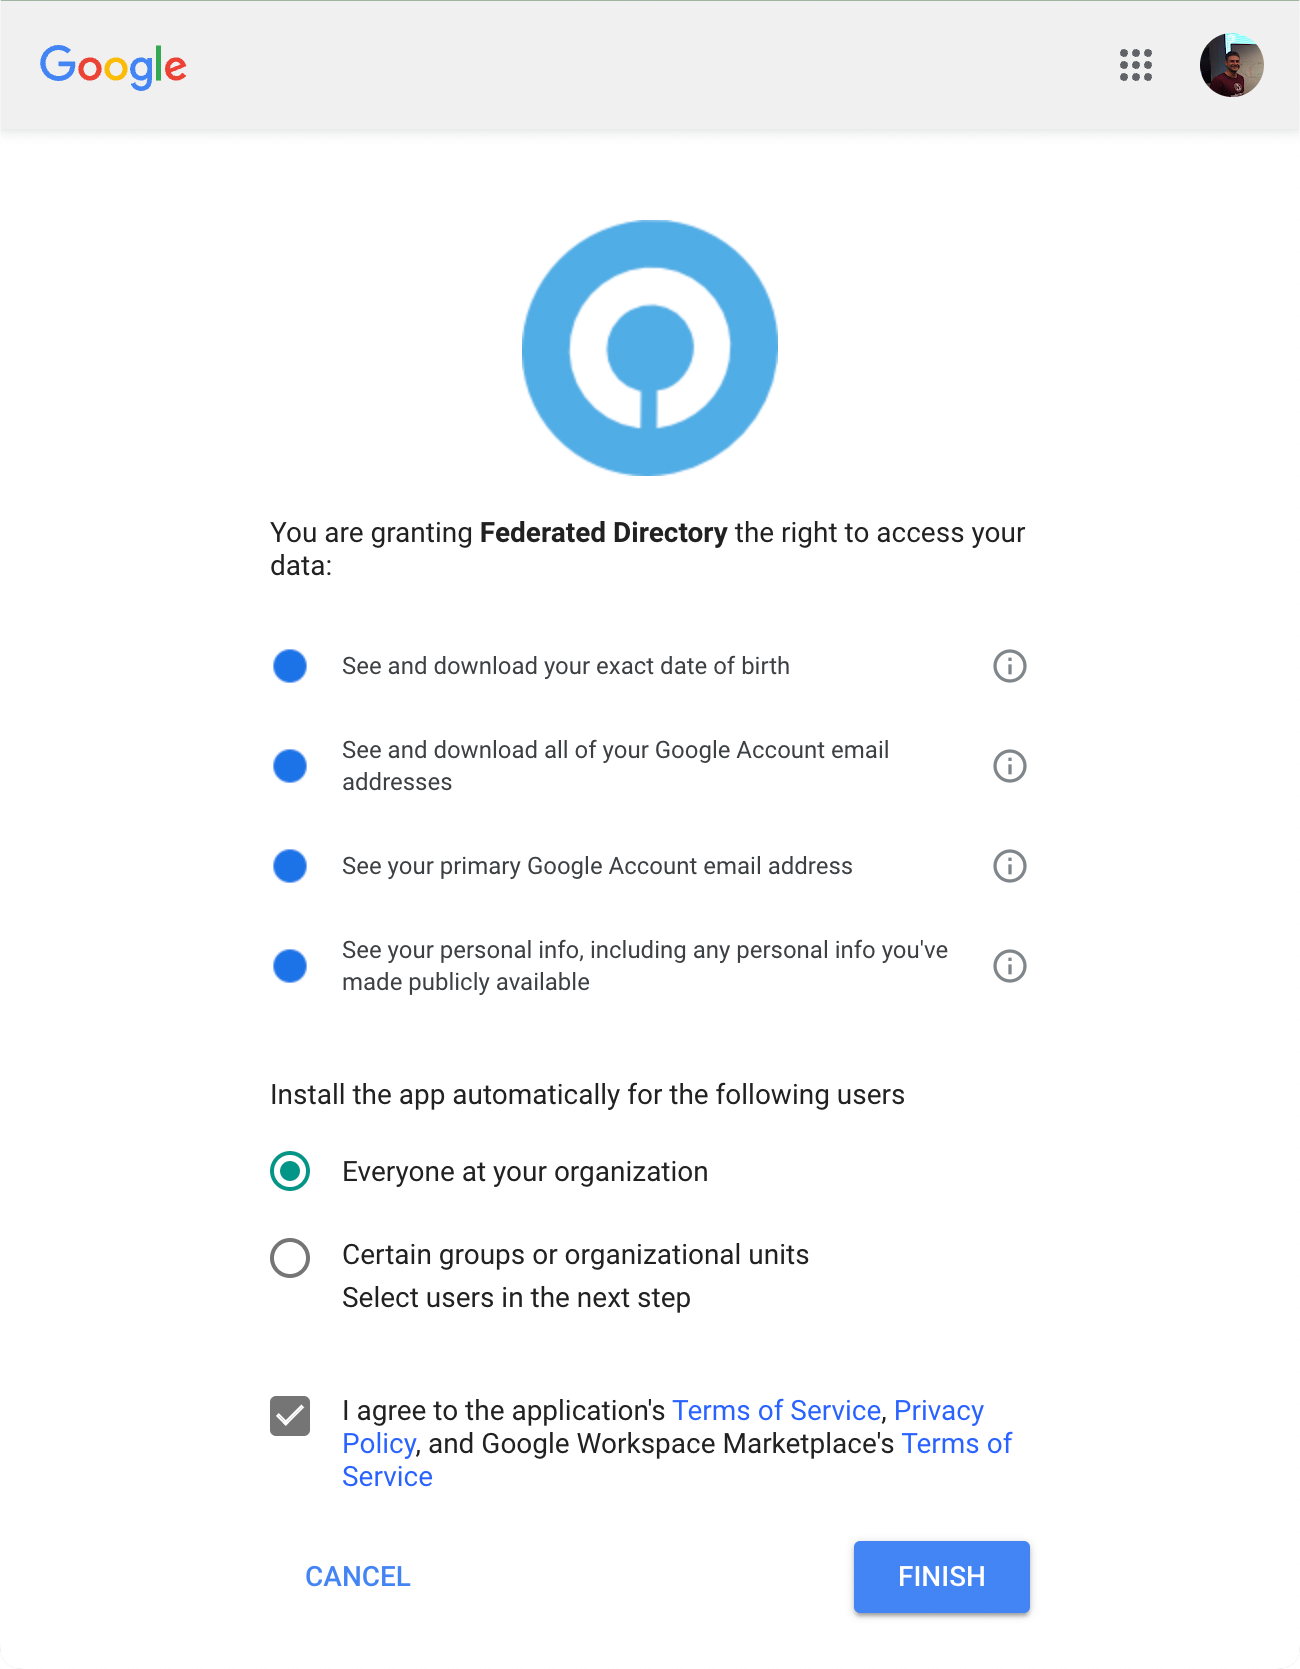 Google
You are granting Federated Directory the right to access your
data:
See and download your exact date of birth
See and download all of your Google Account email
addresses
See your primary Google Account email address
See your personal info, including any personal info you've
made publicly available
Install the app automatically for the following users
Everyone at your organization
Certain groups or organizational units
Select users in the next step
I agree to the application's Terms of Service, Privacy
Policy, and Google Workspace Marketplace's Terms of
Service
CANCEL
FINISH